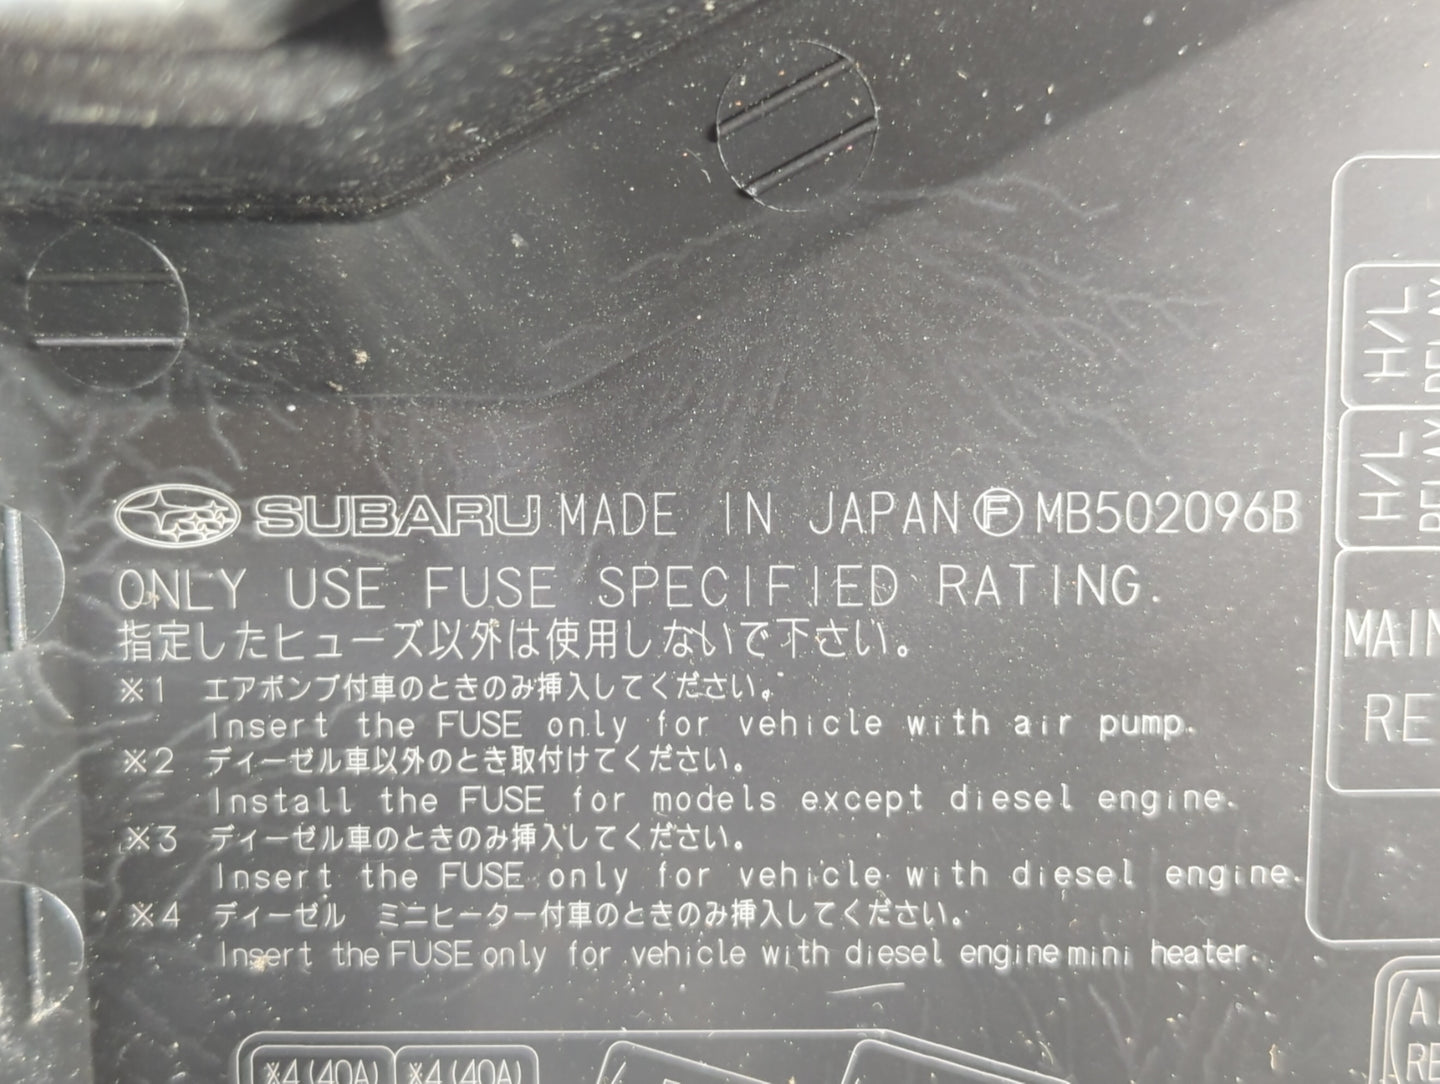 SUBARU MADE IN JAPAN Ⓕ MB502096B
ONLY USE FUSE SPECIFIED RATING.
指定したヒューズ以外は使用しないで下さい。
※1 エアポンプ付車のときのみ挿入してください。
Insert the FUSE only for vehicle with air pump.
※2 ディーゼル車以外のとき取付けてください。
Install the FUSE for models except diesel engine.
※3 ディーゼル車のときのみ挿入してください。
Insert the FUSE only for vehicle with diesel engine.
※4 ディーゼル ミニヒーター付車のときのみ挿入してください。
Insert the FUSE only for vehicle with diesel engine mini heater.
H/L
H/L
MAIN
RE
※4(40A) ※4(40A)
RE